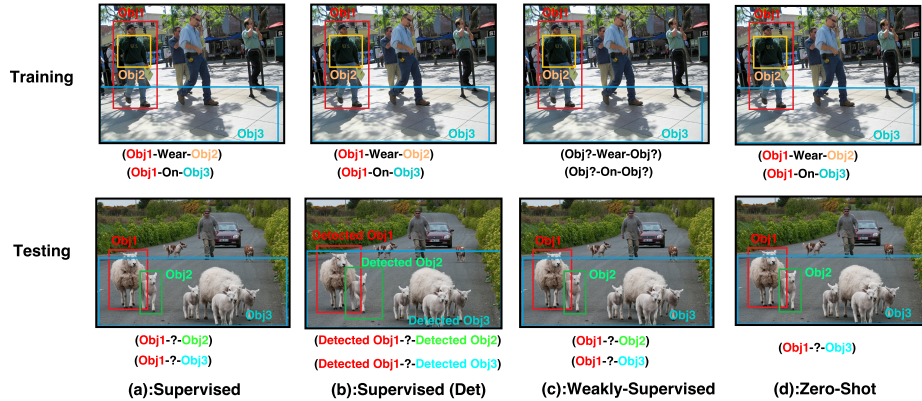 Training
Obj1
Obj2
Obj3
(Obj1-Wear-Obj2)
(Obj1-On-Obj3)
Obj1
Obj2
Obj3
(Obj1-Wear-Obj2)
(Obj1-On-Obj3)
Obj1
Obj2
Obj3
(Obj?-Wear-Obj?)
(Obj?-On-Obj?)
Obj1
Obj2
Obj3
(Obj1-Wear-Obj2)
(Obj1-On-Obj3)
Testing
Obj1
Obj2
Obj3
(Obj1-?-Obj2)
(Obj1-?-Obj3)
Detected Obj1
Detected Obj2
Detected Obj3
(Detected Obj1-?-Detected Obj2)
(Detected Obj1-?-Detected Obj3)
Obj1
Obj2
Obj3
(Obj1-?-Obj2)
(Obj1-?-Obj3)
Obj1
Obj2
Obj3
(Obj1-?-Obj3)
(a):Supervised
(b):Supervised (Det)
(c):Weakly-Supervised
(d):Zero-Shot